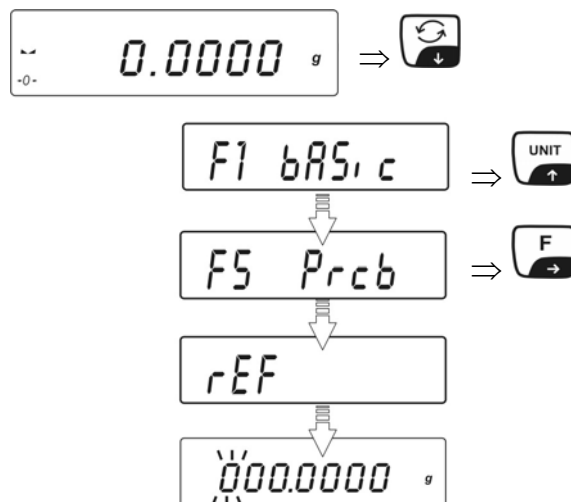 -0- 0.0000 g
F1 bASic
UNIT
F5 Prcb
F
rEF
000.0000 g